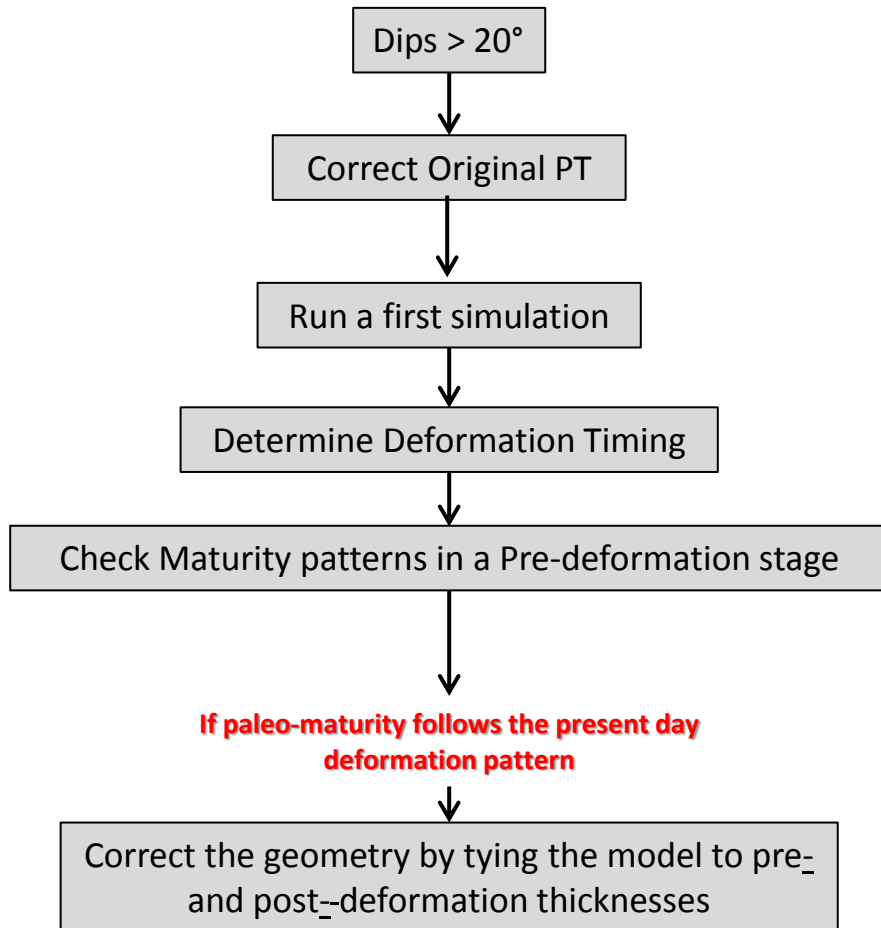 Dips > 20°
Correct Original PT
Run a first simulation
Determine Deformation Timing
Check Maturity patterns in a Pre-deformation stage
If paleo-maturity follows the present day
deformation pattern
Correct the geometry by tying the model to pre-
and post--deformation thicknesses